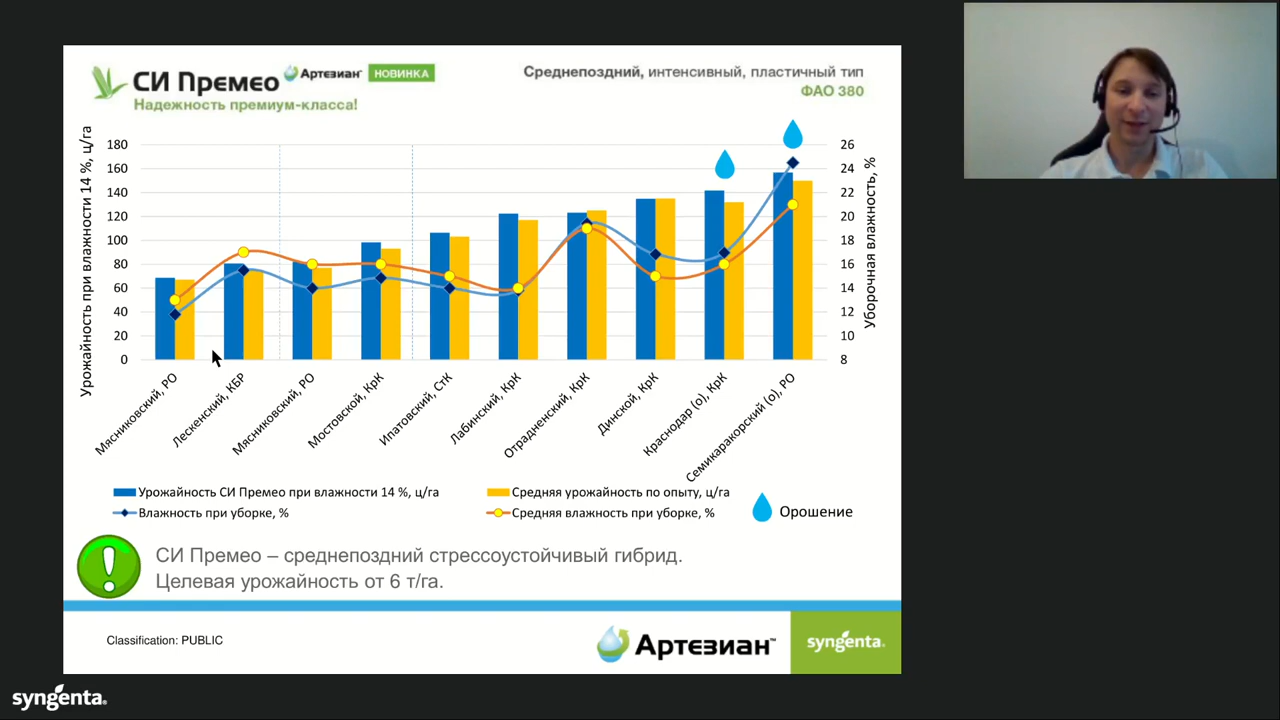 СИ Премео Артезиан НОВИНКА
Надежность премиум-класса!
Среднепоздний, интенсивный, пластичный тип
ФАО 380
Урожайность при влажности 14 %, ц/га
180
160
140
120
100
80
60
40
20
0
26
24
22
20
18
16
14
12
10
8
Уборочная влажность, %
Мясниковский, РО
Лескенский, КБР
Мясниковский, РО
Мостовской, КрК
Ипатовский, СтК
Лабинский, КрК
Отрадненский, КрК
Динской, КрК
Краснодар (о), КрК
Семикаракорский (о), РО
Урожайность СИ Премео при влажности 14 %, ц/га
Средняя урожайность по опыту, ц/га
Влажность при уборке, %
Средняя влажность при уборке, %
Орошение
СИ Премео – среднепоздний стрессоустойчивый гибрид.
Целевая урожайность от 6 т/га.
Classification: PUBLIC
Артезиан™
syngenta®
syngenta®